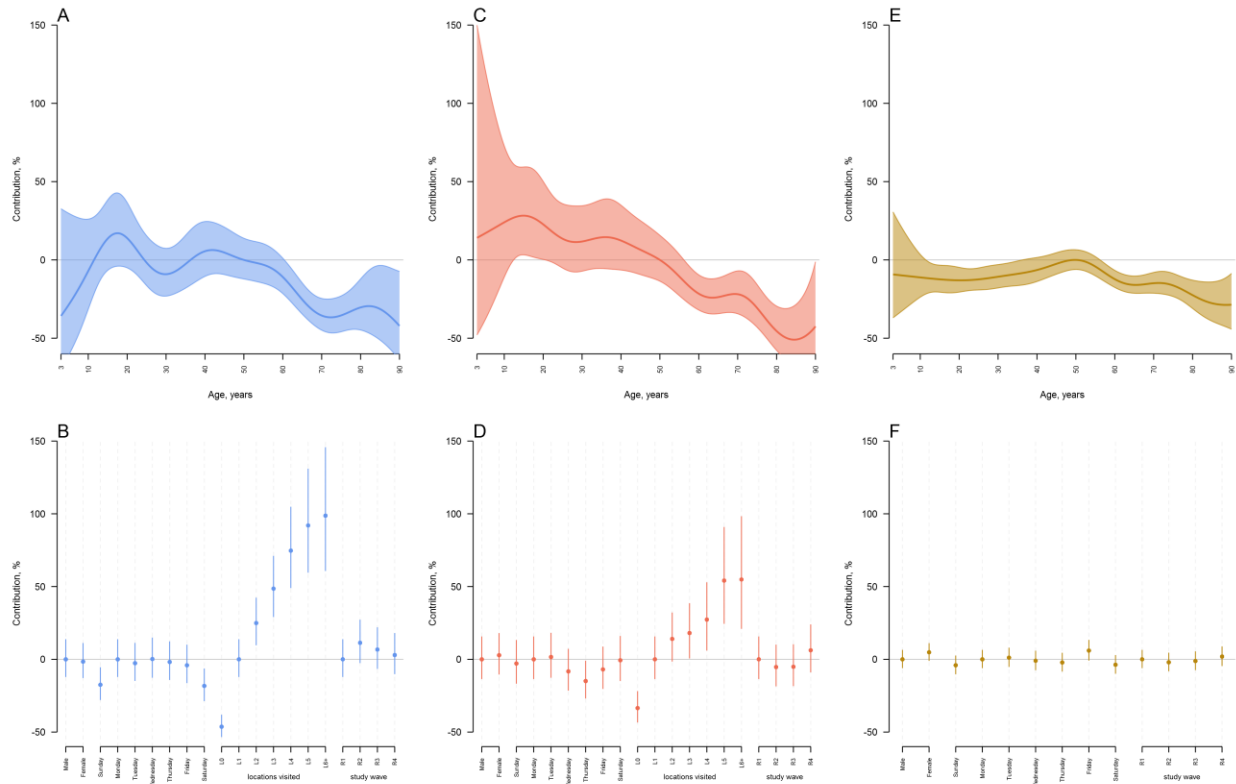 A
150
100
50
0
-50
Contribution, %
3
10
20
30
40
50
60
70
80
90
Age, years
C
150
100
50
0
-50
Contribution, %
3
10
20
30
40
50
60
70
80
90
Age, years
E
150
100
50
0
-50
Contribution, %
3
10
20
30
40
50
60
70
80
90
Age, years
B
150
100
50
0
-50
Contribution, %
Male
Female
Sunday
Monday
Tuesday
Wednesday
Thursday
Friday
Saturday
L0
L1
L2
L3
L4
L5
L6+
R1
R2
R3
R4
locations visited
study wave
D
150
100
50
0
-50
Contribution, %
Male
Female
Sunday
Monday
Tuesday
Wednesday
Thursday
Friday
Saturday
L0
L1
L2
L3
L4
L5
L6+
R1
R2
R3
R4
locations visited
study wave
F
150
100
50
0
-50
Contribution, %
Male
Female
Sunday
Monday
Tuesday
Wednesday
Thursday
Friday
Saturday
R1
R2
R3
R4
study wave